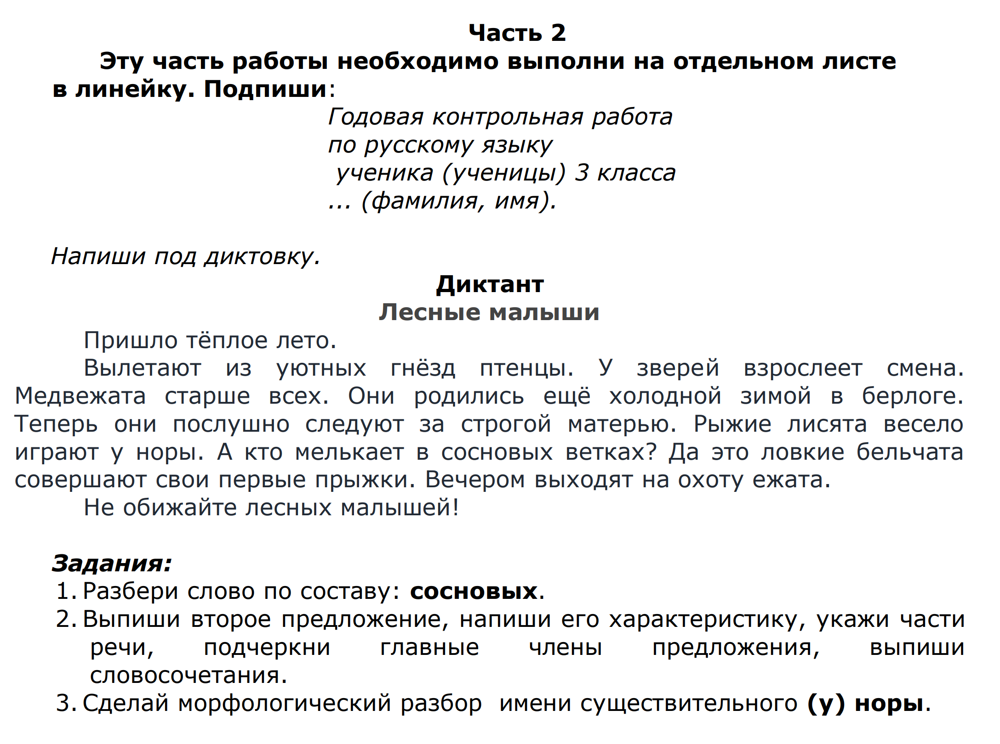 Часть 2
Эту часть работы необходимо выполни на отдельном листе
в линейку. Подпиши:
Годовая контрольная работа
по русскому языку
ученика (ученицы) 3 класса
... (фамилия, имя).
Напиши под диктовку.
Диктант
Лесные малыши
Пришло тёплое лето.
Вылетают из уютных гнёзд птенцы. У зверей взрослеет смена.
Медвежата старше всех. Они родились ещё холодной зимой в берлоге.
Теперь они послушно следуют за строгой матерью. Рыжие лисята весело
играют у норы. А кто мелькает в сосновых ветках? Да это ловкие бельчата
совершают свои первые прыжки. Вечером выходят на охоту ежата.
Не обижайте лесных малышей!
Задания:
1. Разбери слово по составу: сосновых.
2. Выпиши второе предложение, напиши его характеристику, укажи части
речи, подчеркни главные члены предложения, выпиши
словосочетания.
3. Сделай морфологический разбор имени существительного (у) норы.